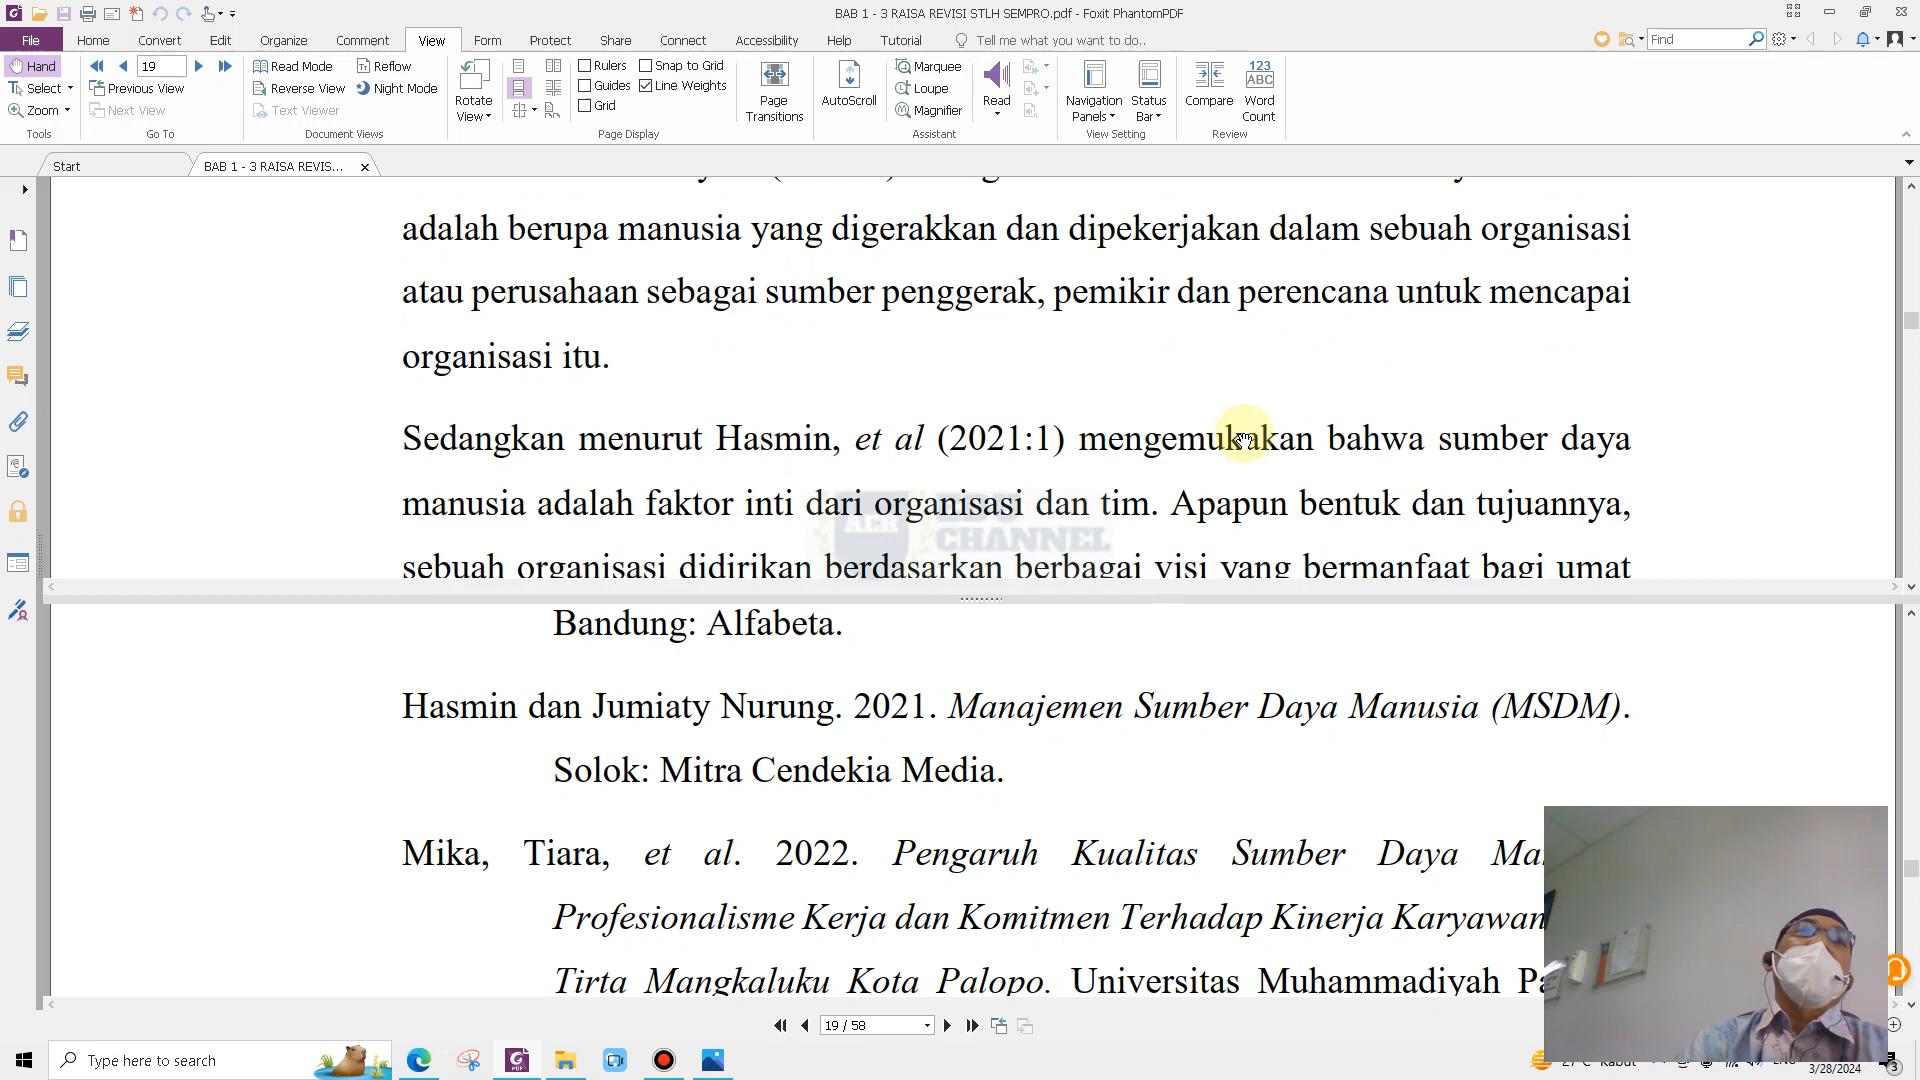 BAB 1 - 3 RAISA REVISI STLH SEMPRO.pdf - Foxit PhantomPDF
File Home Convert Edit Organize Comment View Form Protect Share Connect Accessibility Help Tutorial Tell me what you want to do.. Find
Hand 19 Read Mode Reflow Rulers Snap to Grid Marquee 123
Select Previous View Reverse View Night Mode Guides Line Weights Loupe ABC
Zoom Next View Text Viewer Rotate View Grid Page Transitions AutoScroll Magnifier Read Navigation Panels Status Bar Compare Word Count
Tools Go To Document Views Page Display Assistant View Setting Review
Start BAB 1 - 3 RAISA REVIS...
adalah berupa manusia yang digerakkan dan dipekerjakan dalam sebuah organisasi
atau perusahaan sebagai sumber penggerak, pemikir dan perencana untuk mencapai
organisasi itu.
Sedangkan menurut Hasmin, et al (2021:1) mengemukakan bahwa sumber daya
manusia adalah faktor inti dari organisasi dan tim. Apapun bentuk dan tujuannya,
sebuah organisasi didirikan berdasarkan berbagai visi yang bermanfaat bagi umat
AER EDU
CHANNEL
Bandung: Alfabeta.
Hasmin dan Jumiaty Nurung. 2021. Manajemen Sumber Daya Manusia (MSDM).
Solok: Mitra Cendekia Media.
Mika, Tiara, et al. 2022. Pengaruh Kualitas Sumber Daya
Profesionalisme Kerja dan Komitmen Terhadap Kinerja Karyawan
Tirta Mangkaluku Kota Palopo. Universitas Muhammadiyah
19 / 58
Type here to search
27°C Kabut
3/28/2024
3